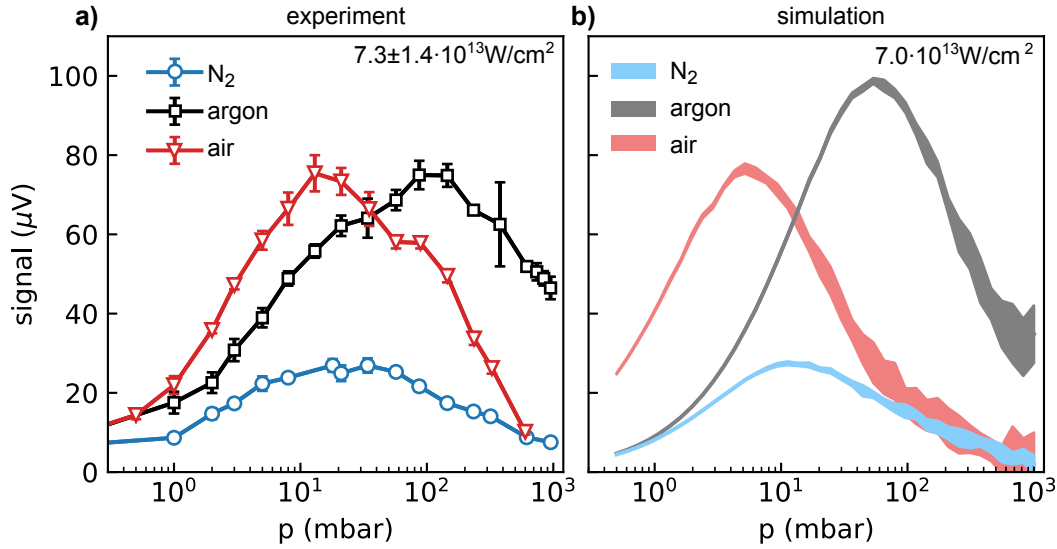 a) experiment
7.3±1.4·10¹³W/cm²
N₂
argon
air
signal (μV)
100
80
60
40
20
0
10⁰ 10¹ 10² 10³
p (mbar)
b) simulation
7.0·10¹³W/cm²
N₂
argon
air
10⁰ 10¹ 10² 10³
p (mbar)